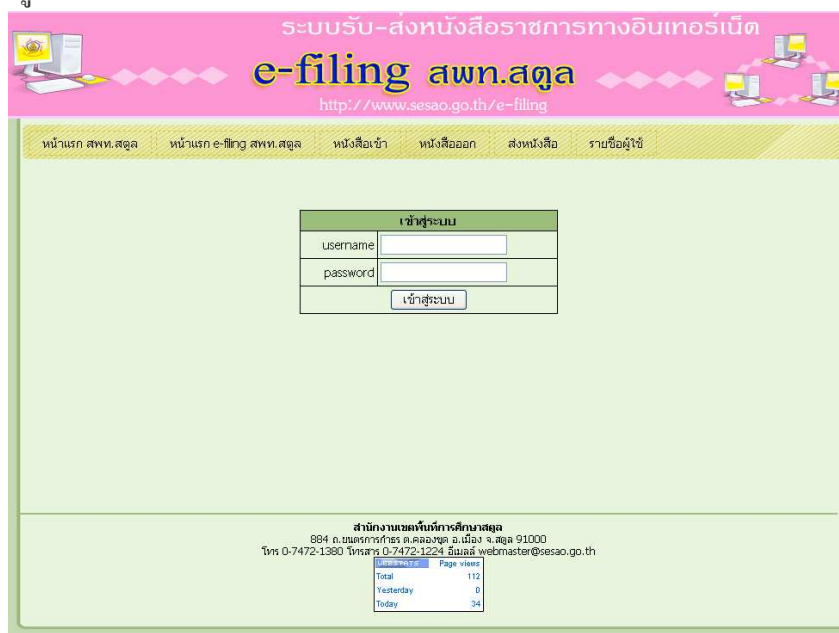 ระบบรับ-ส่งหนังสือราชการทางอินเทอร์เน็ต
e-filing สพท.สตูล
http://www.sesao.go.th/e-filing
หน้าแรก สพท.สตูล หน้าแรก e-filing สพท.สตูล หนังสือเข้า หนังสือออก ส่งหนังสือ รายชื่อผู้ใช้
เข้าสู่ระบบ
username
password
เข้าสู่ระบบ
สำนักงานเขตพื้นที่การศึกษาสตูล
884 ถ.ยนตรการกำธร ต.คลองขุด อ.เมือง จ.สตูล 91000
โทร 0-7472-1380 โทรสาร 0-7472-1224 อีเมลล์ webmaster@sesao.go.th
WEBSTATS Page views
Total 112
Yesterday 0
Today 34